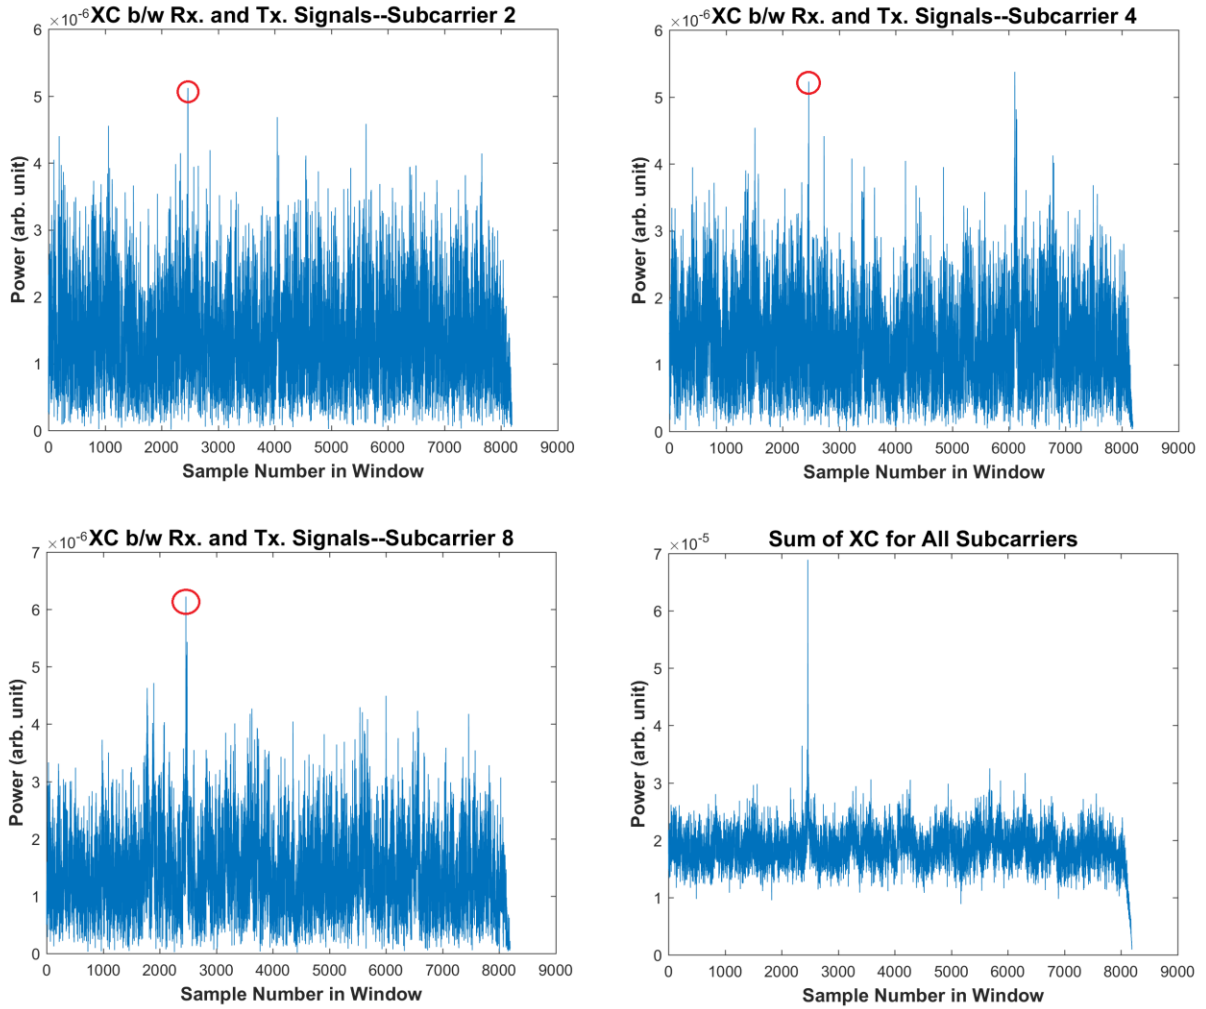 ×10⁻⁶ XC b/w Rx. and Tx. Signals--Subcarrier 2
6
5
4
3
2
1
0
Power (arb. unit)
0 1000 2000 3000 4000 5000 6000 7000 8000 9000
Sample Number in Window
×10⁻⁶ XC b/w Rx. and Tx. Signals--Subcarrier 4
6
5
4
3
2
1
0
Power (arb. unit)
0 1000 2000 3000 4000 5000 6000 7000 8000 9000
Sample Number in Window
×10⁻⁶ XC b/w Rx. and Tx. Signals--Subcarrier 8
7
6
5
4
3
2
1
0
Power (arb. unit)
0 1000 2000 3000 4000 5000 6000 7000 8000 9000
Sample Number in Window
×10⁻⁵ Sum of XC for All Subcarriers
7
6
5
4
3
2
1
0
Power (arb. unit)
0 1000 2000 3000 4000 5000 6000 7000 8000 9000
Sample Number in Window